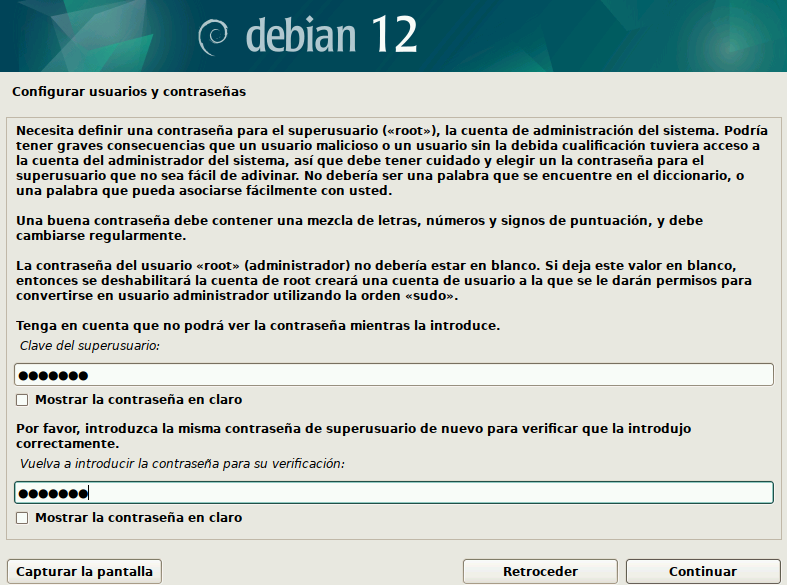 debian 12
Configurar usuarios y contraseñas
Necesita definir una contraseña para el superusuario («root»), la cuenta de administración del sistema. Podría
tener graves consecuencias que un usuario malicioso o un usuario sin la debida cualificación tuviera acceso a
la cuenta del administrador del sistema, así que debe tener cuidado y elegir un la contraseña para el
superusuario que no sea fácil de adivinar. No debería ser una palabra que se encuentre en el diccionario, o
una palabra que pueda asociarse fácilmente con usted.
Una buena contraseña debe contener una mezcla de letras, números y signos de puntuación, y debe
cambiarse regularmente.
La contraseña del usuario «root» (administrador) no debería estar en blanco. Si deja este valor en blanco,
entonces se deshabilitará la cuenta de root creará una cuenta de usuario a la que se le darán permisos para
convertirse en usuario administrador utilizando la orden «sudo».
Tenga en cuenta que no podrá ver la contraseña mientras la introduce.
Clave del superusuario:
●●●●●●●
Mostrar la contraseña en claro
Por favor, introduzca la misma contraseña de superusuario de nuevo para verificar que la introdujo
correctamente.
Vuelva a introducir la contraseña para su verificación:
●●●●●●●
Mostrar la contraseña en claro
Capturar la pantalla
Retroceder
Continuar